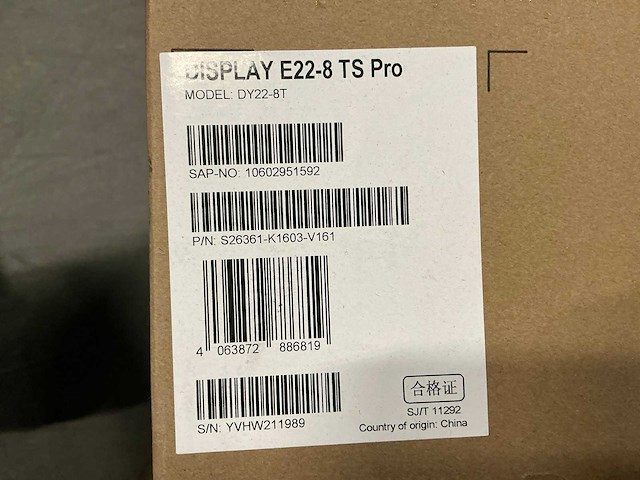 DISPLAY E22-8 TS Pro
MODEL: DY22-8T
SAP-NO: 10602951592
P/N: S26361-K1603-V161
4 063872 886819
合格证
SJ/T 11292
S/N: YVHW211989
Country of origin: China